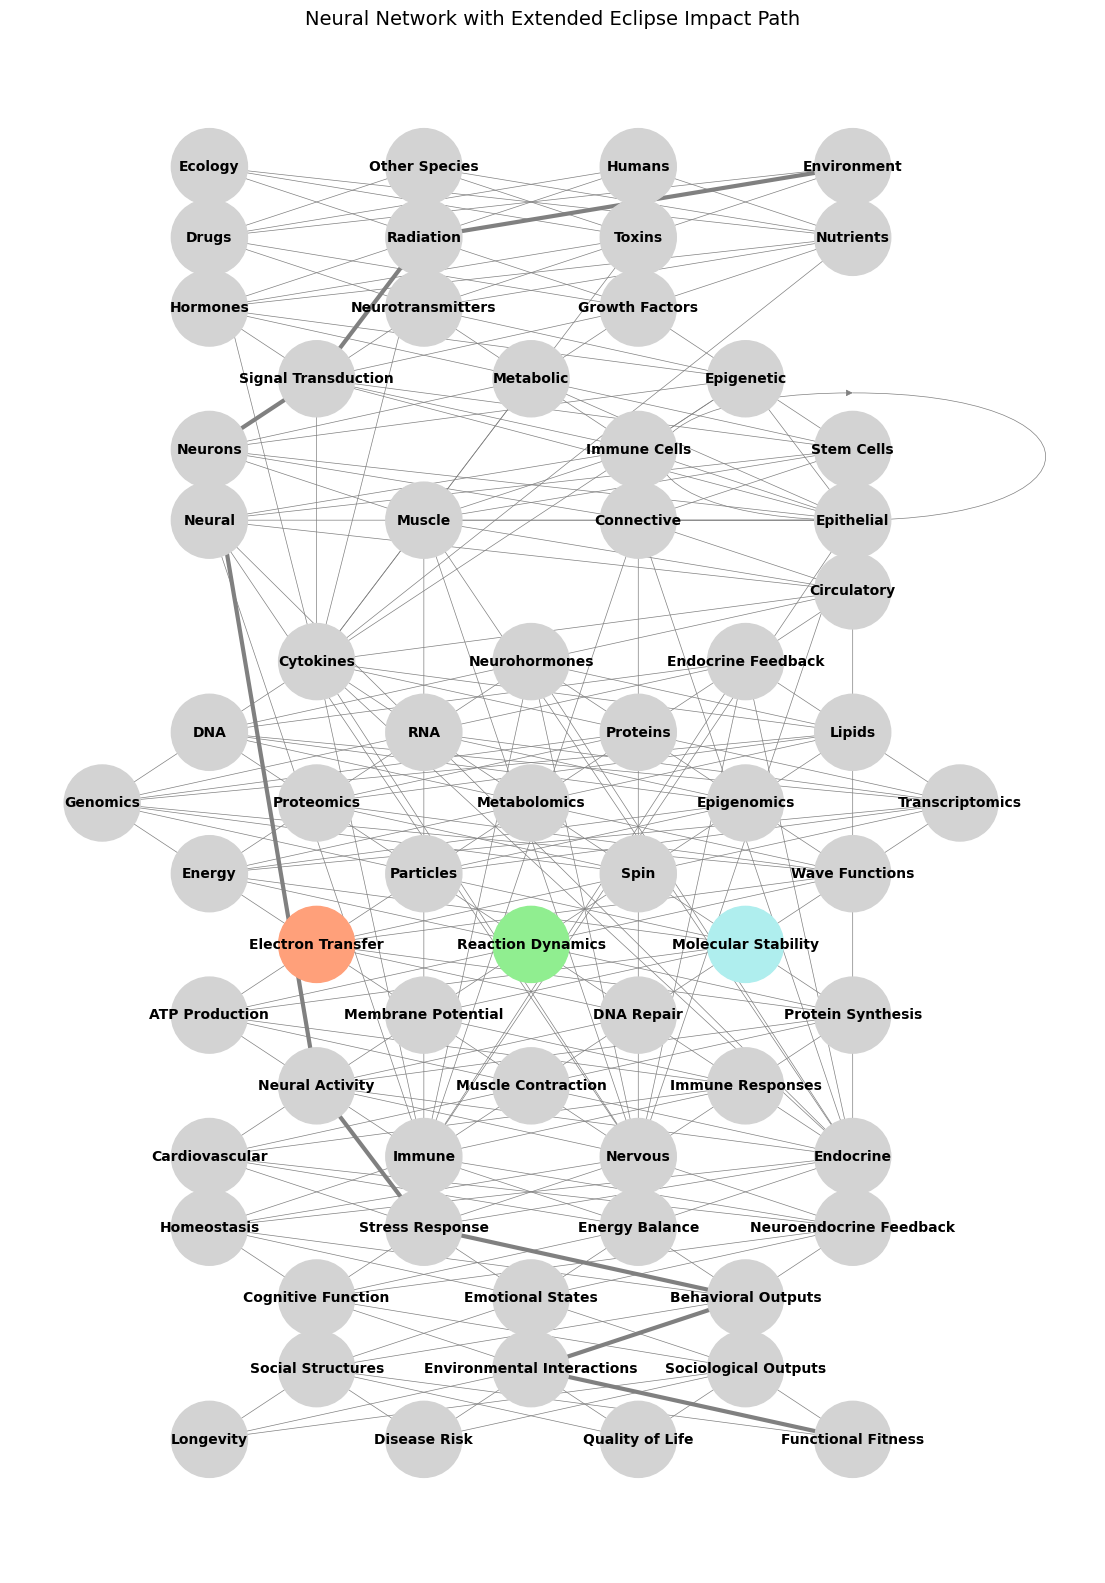 Neural Network with Extended Eclipse Impact Path
Ecology Other Species Humans Environment
Drugs Radiation Toxins Nutrients
Hormones Neurotransmitters Growth Factors
Signal Transduction Metabolic Epigenetic
Neurons Immune Cells Stem Cells
Neural Muscle Connective Epithelial
Circulatory
Cytokines Neurohormones Endocrine Feedback
DNA RNA Proteins Lipids
Genomics Proteomics Metabolomics Epigenomics Transcriptomics
Energy Particles Spin Wave Functions
Electron Transfer Reaction Dynamics Molecular Stability
ATP Production Membrane Potential DNA Repair Protein Synthesis
Neural Activity Muscle Contraction Immune Responses
Cardiovascular Immune Nervous Endocrine
Homeostasis Stress Response Energy Balance Neuroendocrine Feedback
Cognitive Function Emotional States Behavioral Outputs
Social Structures Environmental Interactions Sociological Outputs
Longevity Disease Risk Quality of Life Functional Fitness